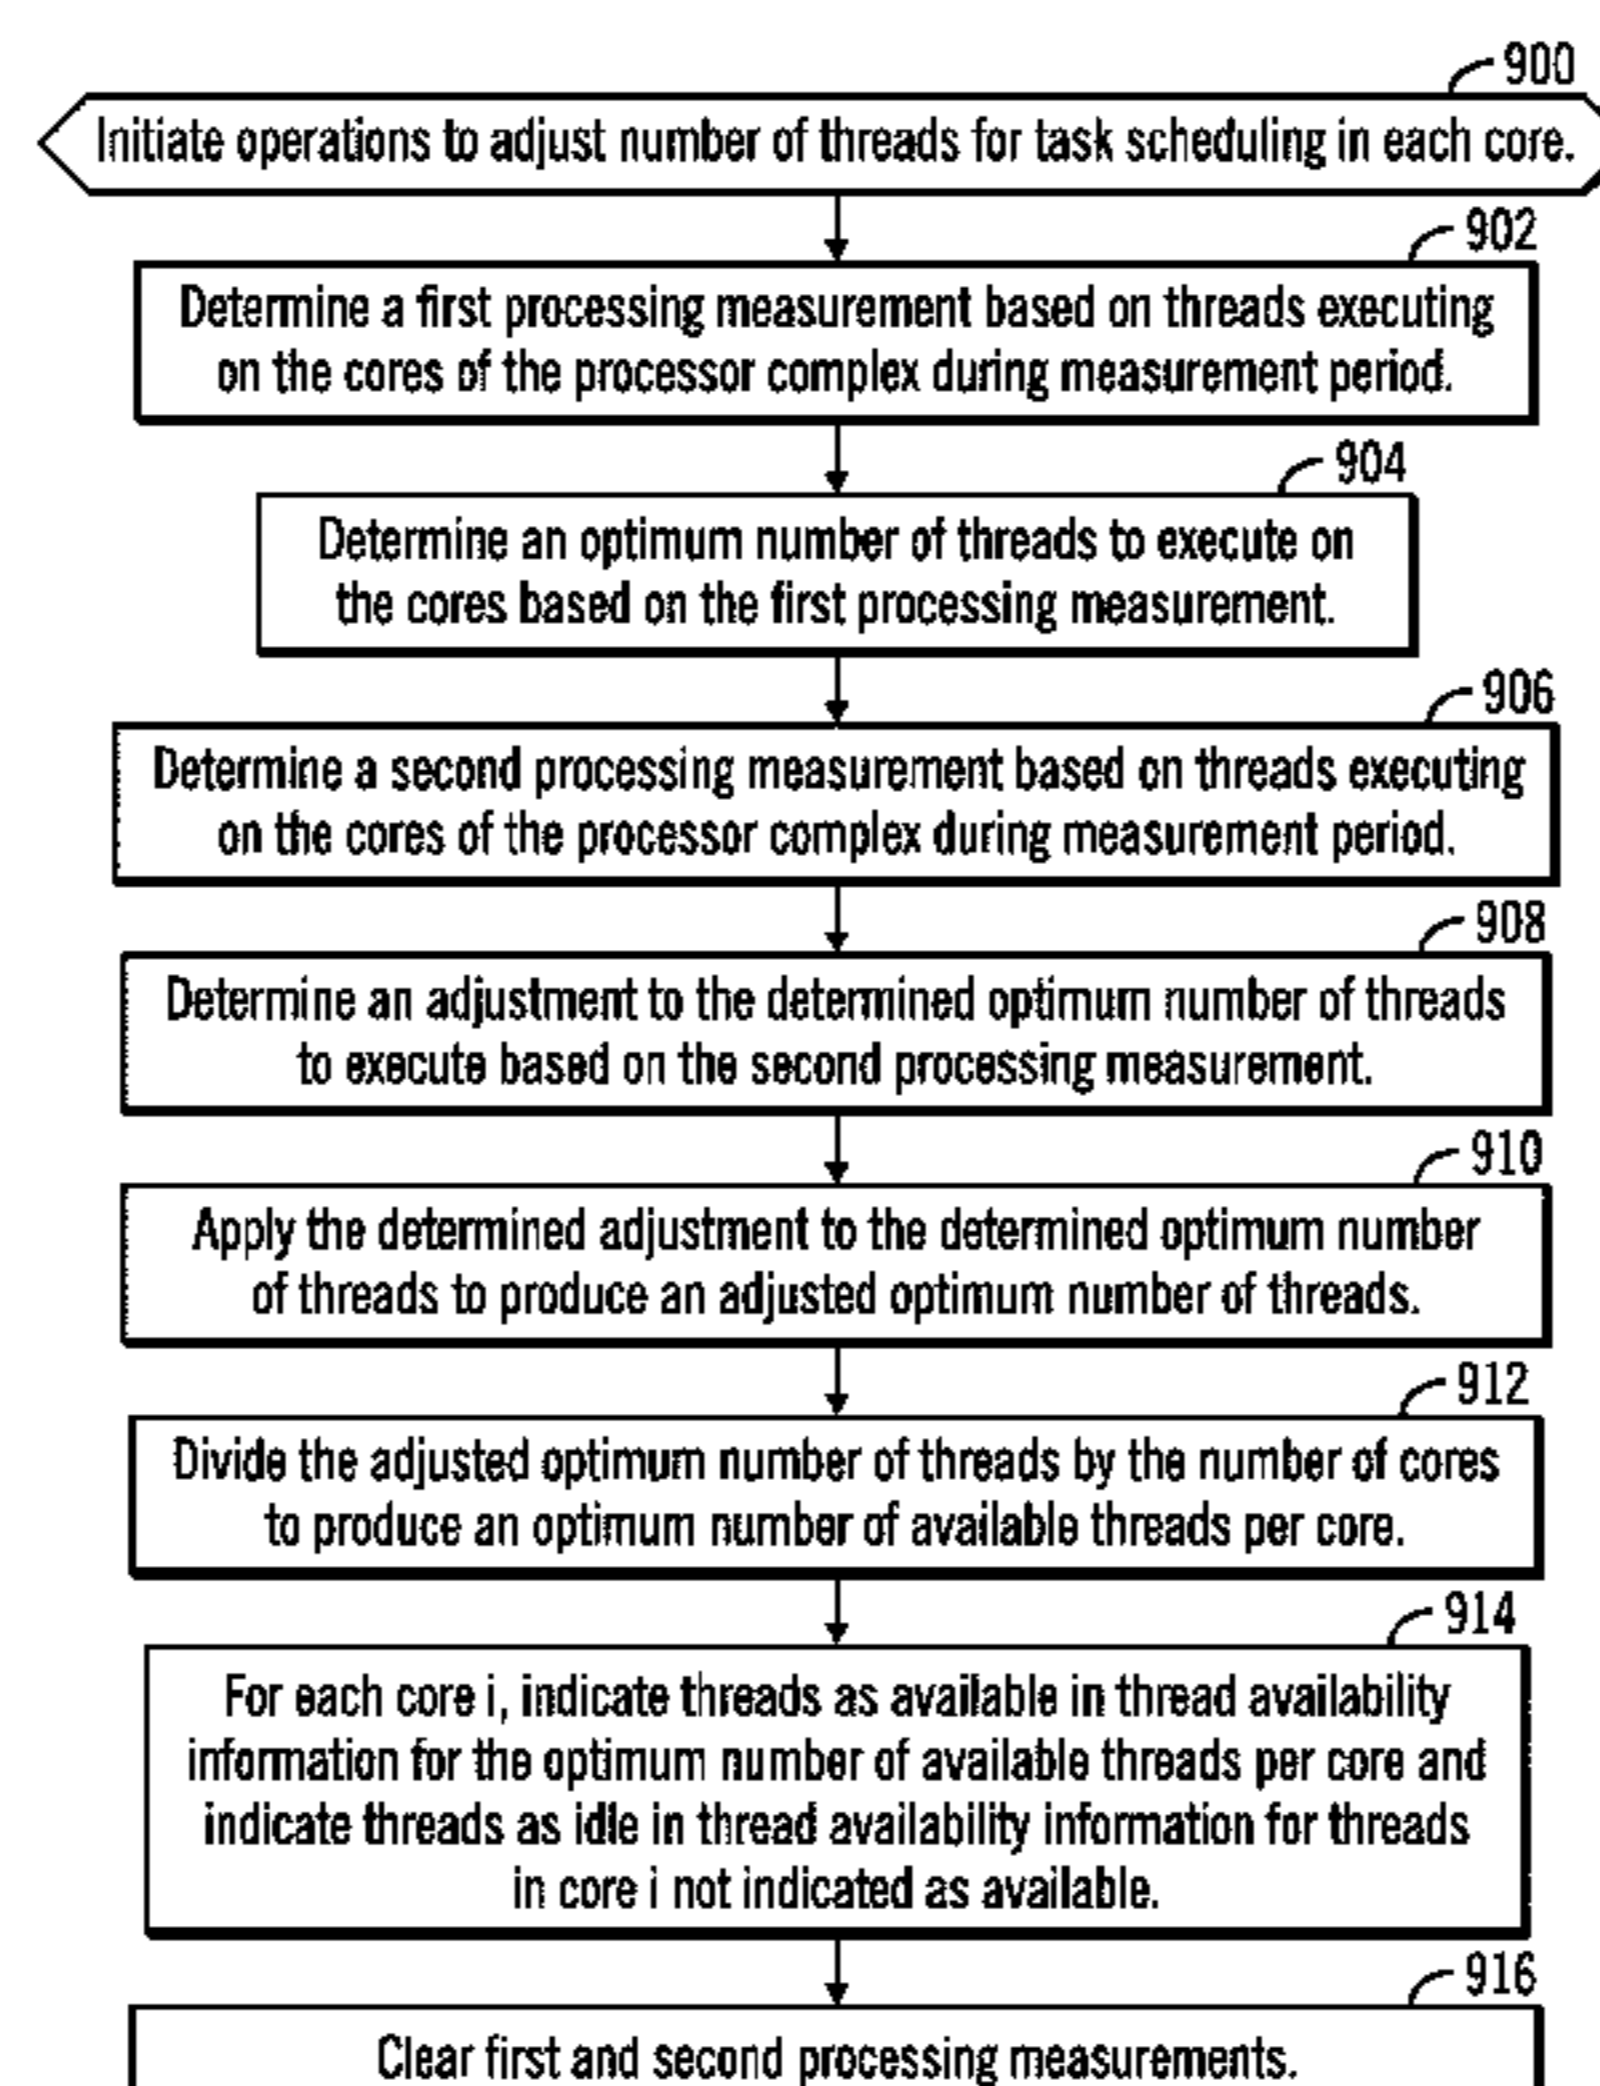 900
Initiate operations to adjust number of threads for task scheduling in each core.
902
Determine a first processing measurement based on threads executing
on the cores of the processor complex during measurement period.
904
Determine an optimum number of threads to execute on
the cores based on the first processing measurement.
906
Determine a second processing measurement based on threads executing
on the cores of the processor complex during measurement period.
908
Determine an adjustment to the determined optimum number of threads
to execute based on the second processing measurement.
910
Apply the determined adjustment to the determined optimum number
of threads to produce an adjusted optimum number of threads.
912
Divide the adjusted optimum number of threads by the number of cores
to produce an optimum number of available threads per core.
914
For each core i, indicate threads as available in thread availability
information for the optimum number of available threads per core and
indicate threads as idle in thread availability information for threads
in core i not indicated as available.
916
Clear first and second processing measurements.